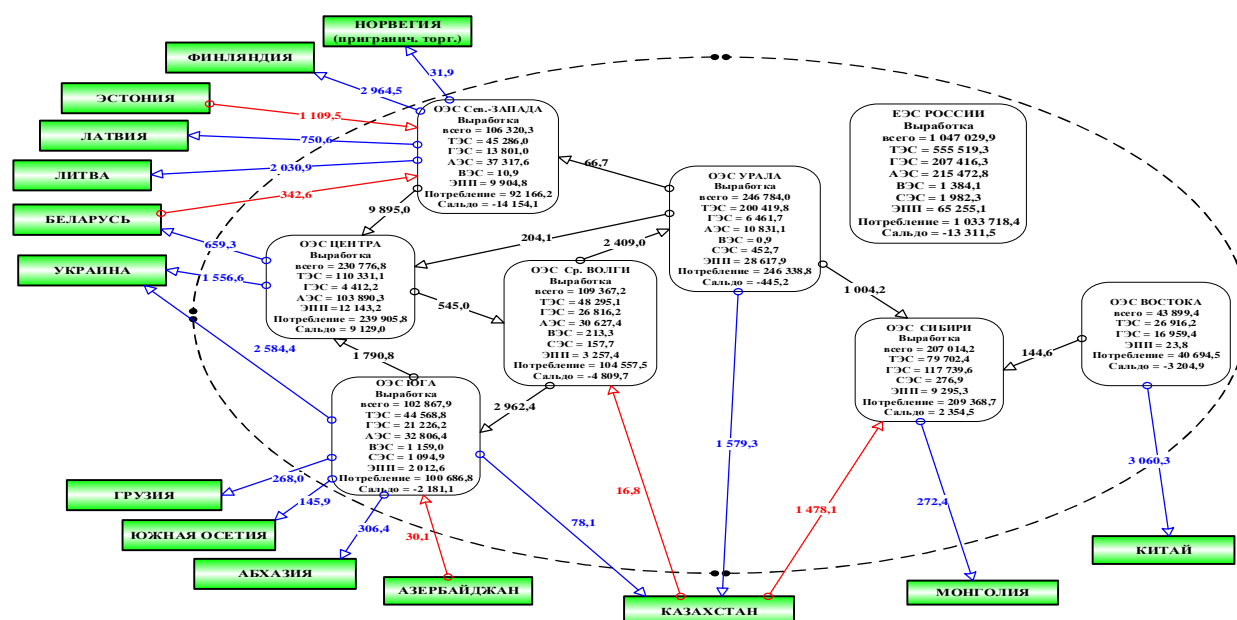 НОРВЕГИЯ
(пригранич. торг.)
ФИНЛЯНДИЯ
31,9
2 964,5
ЭСТОНИЯ
1 109,5
ЛАТВИЯ
750,6
ЛИТВА
2 030,9
БЕЛАРУСЬ
342,6
659,3
УКРАИНА
1 556,6
2 584,4
ОЭС Сев.-ЗАПАДА
Выработка
всего = 106 320,3
ТЭС = 45 286,0
ГЭС = 13 801,0
АЭС = 37 317,6
ВЭС = 10,9
ЭПП = 9 904,8
Потребление = 92 166,2
Сальдо = -14 154,1
66,7
9 895,0
204,1
ЕЭС РОССИИ
Выработка
всего = 1 047 029,9
ТЭС = 555 519,3
ГЭС = 207 416,3
АЭС = 215 472,8
ВЭС = 1 384,1
СЭС = 1 982,3
ЭПП = 65 255,1
Потребление = 1 033 718,4
Сальдо = -13 311,5
ОЭС УРАЛА
Выработка
всего = 246 784,0
ТЭС = 200 419,8
ГЭС = 6 461,7
АЭС = 10 831,1
ВЭС = 0,9
СЭС = 452,7
ЭПП = 28 617,9
Потребление = 246 338,8
Сальдо = -445,2
2 409,0
1 004,2
ОЭС ЦЕНТРА
Выработка
всего = 230 776,8
ТЭС = 110 331,1
ГЭС = 4 412,2
АЭС = 103 890,3
ЭПП = 12 143,2
Потребление = 239 905,8
Сальдо = 9 129,0
545,0
1 790,8
ОЭС Ср. ВОЛГИ
Выработка
всего = 109 367,2
ТЭС = 48 295,1
ГЭС = 26 816,2
АЭС = 30 627,4
ВЭС = 213,3
СЭС = 157,7
ЭПП = 3 257,4
Потребление = 104 557,5
Сальдо = -4 809,7
2 962,4
ОЭС ВОСТОКА
Выработка
всего = 43 899,4
ТЭС = 26 916,2
ГЭС = 16 959,4
ЭПП = 23,8
Потребление = 40 694,5
Сальдо = -3 204,9
144,6
ОЭС СИБИРИ
Выработка
всего = 207 014,2
ТЭС = 79 702,4
ГЭС = 117 739,6
СЭС = 276,9
ЭПП = 9 295,3
Потребление = 209 368,7
Сальдо = 2 354,5
ОЭС ЮГА
Выработка
всего = 102 867,9
ТЭС = 44 568,8
ГЭС = 21 226,2
АЭС = 32 806,4
ВЭС = 1 159,0
СЭС = 1 094,9
ЭПП = 2 012,6
Потребление = 100 686,8
Сальдо = -2 181,1
1 579,3
3 060,3
268,0
ГРУЗИЯ
145,9
ЮЖНАЯ ОСЕТИЯ
306,4
АБХАЗИЯ
30,1
АЗЕРБАЙДЖАН
78,1
16,8
1 478,1
КАЗАХСТАН
272,4
МОНГОЛИЯ
КИТАЙ